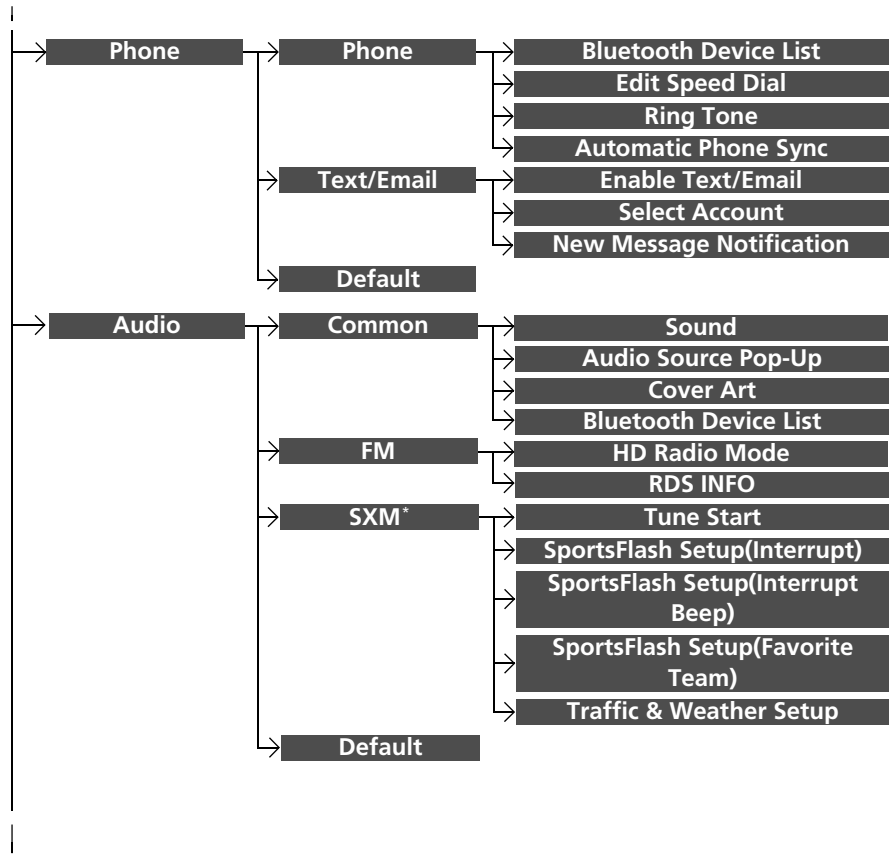 Phone
Phone
Bluetooth Device List
Edit Speed Dial
Ring Tone
Automatic Phone Sync
Text/Email
Enable Text/Email
Select Account
New Message Notification
Default
Audio
Common
Sound
Audio Source Pop-Up
Cover Art
Bluetooth Device List
FM
HD Radio Mode
RDS INFO
SXM*
Tune Start
SportsFlash Setup(Interrupt)
SportsFlash Setup(Interrupt
Beep)
SportsFlash Setup(Favorite
Team)
Traffic & Weather Setup
Default